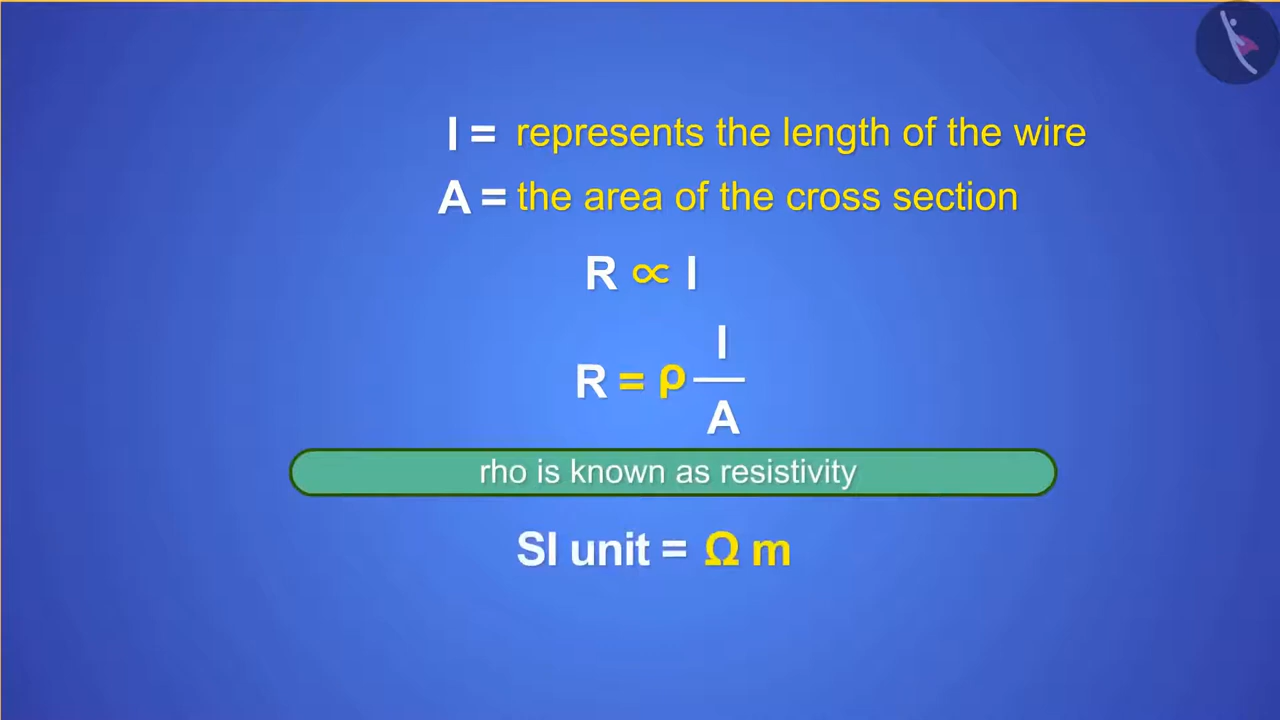 l = represents the length of the wire
A = the area of the cross section
R ∝ l
R = ρ l/A
rho is known as resistivity
SI unit = Ω m